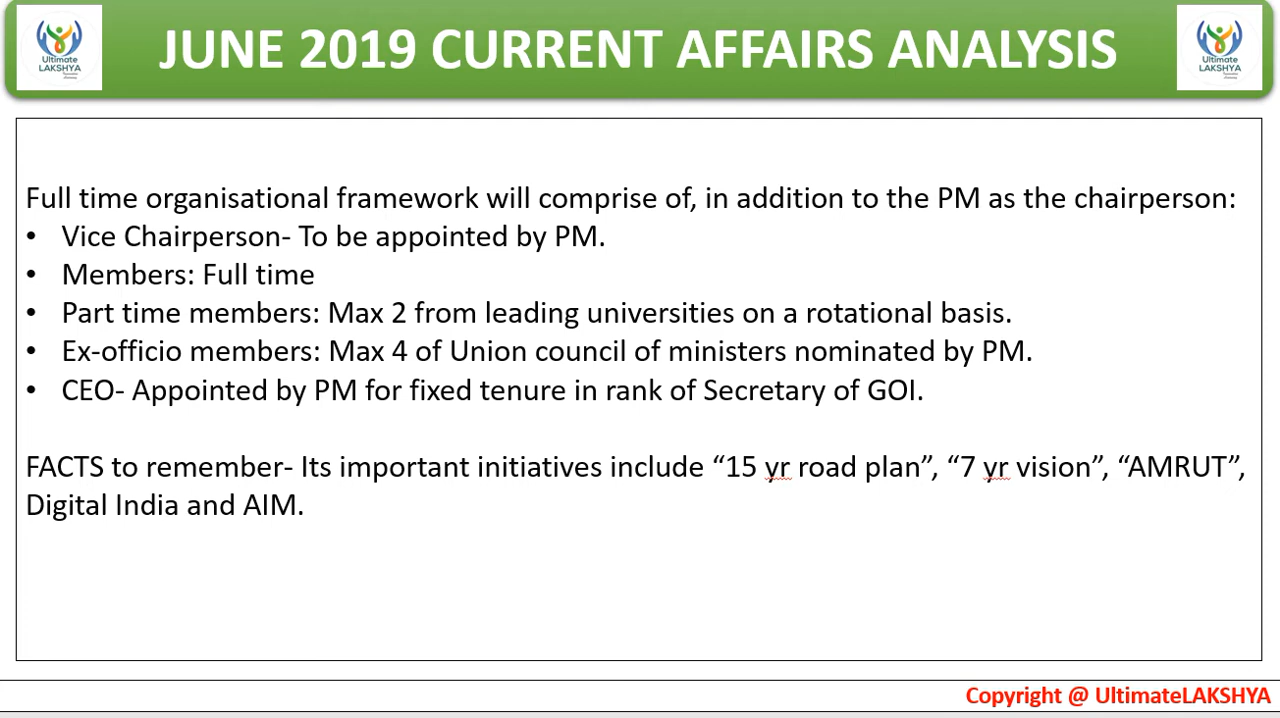 Ultimate
LAKSHYA
JUNE 2019 CURRENT AFFAIRS ANALYSIS
Ultimate
LAKSHYA
Full time organisational framework will comprise of, in addition to the PM as the chairperson:
• Vice Chairperson- To be appointed by PM.
• Members: Full time
• Part time members: Max 2 from leading universities on a rotational basis.
• Ex-officio members: Max 4 of Union council of ministers nominated by PM.
• CEO- Appointed by PM for fixed tenure in rank of Secretary of GOI.
FACTS to remember- Its important initiatives include “15 yr road plan”, “7 yr vision”, “AMRUT”,
Digital India and AIM.
Copyright @ UltimateLAKSHYA